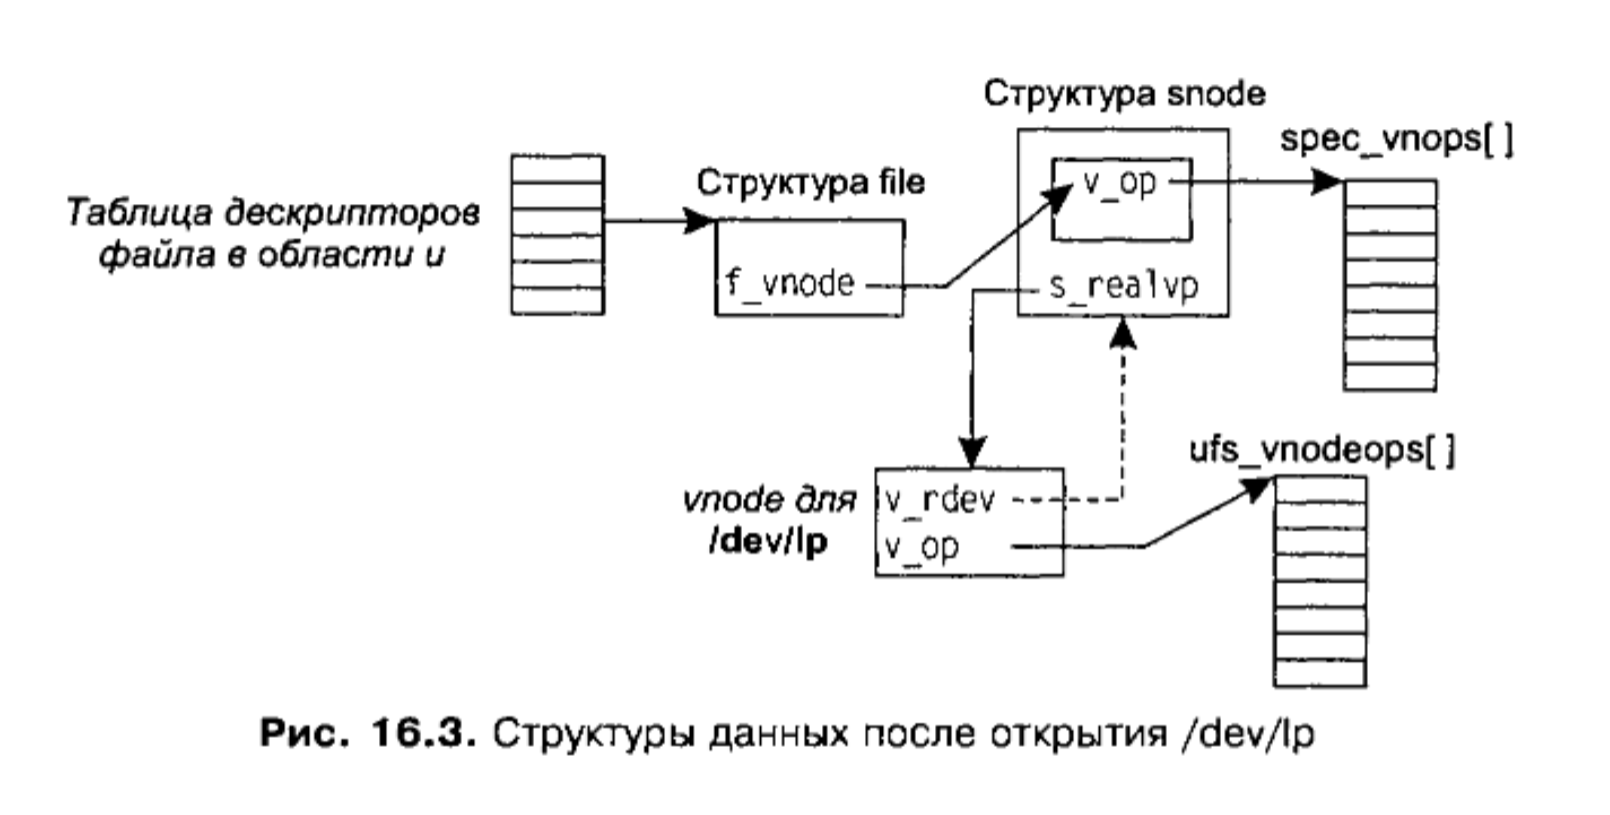 Структура snode
spec_vnops[ ]
Структура file
v_op
Таблица дескрипторов
файла в области u
f_vnode
s_realvp
ufs_vnodeops[ ]
vnode для
/dev/lp
v_rdev
v_op
Рис. 16.3. Структуры данных после открытия /dev/lp